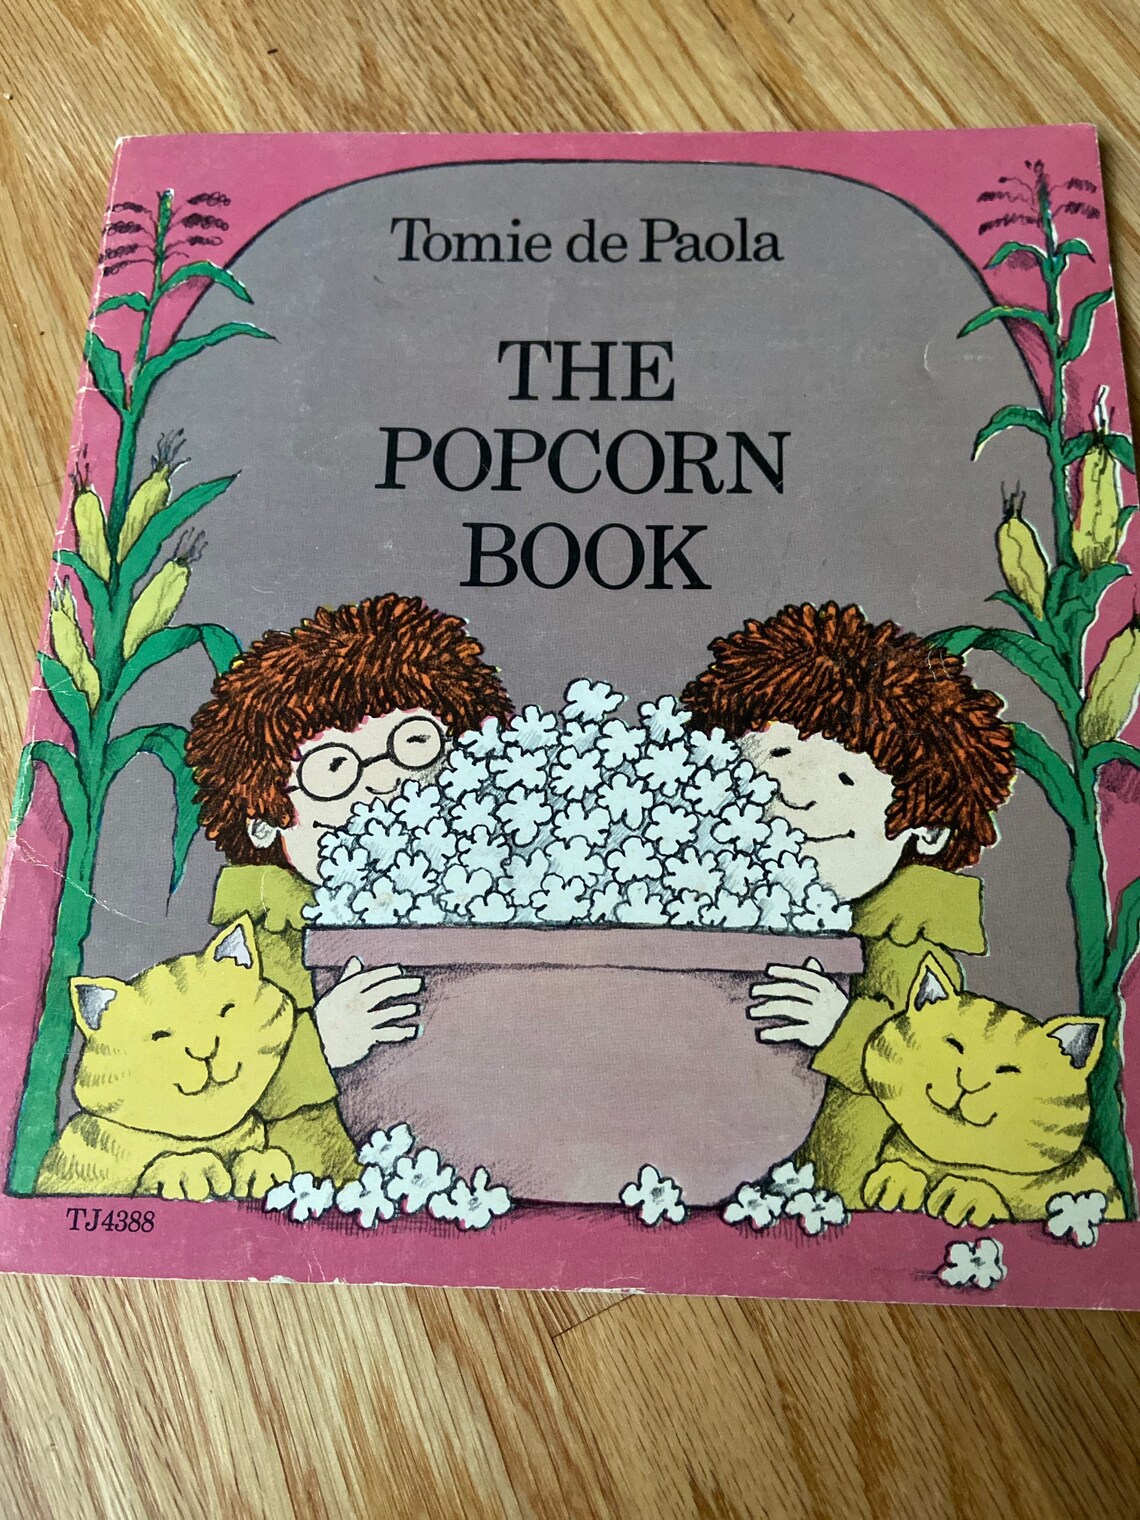 Tomie de Paola
THE
POPCORN
BOOK
TJ4388